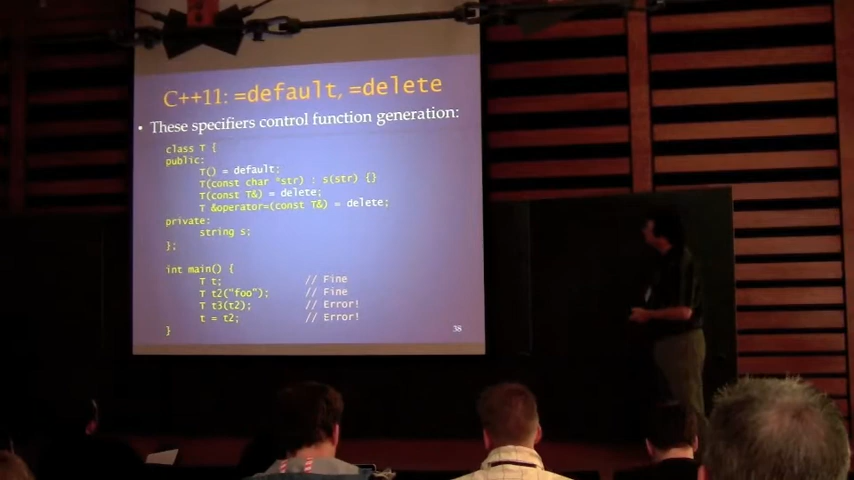 C++11: =default, =delete
• These specifiers control function generation:
class T {
public:
T() = default;
T(const char *str) : s(str) {}
T(const T&) = delete;
T &operator=(const T&) = delete;
private:
string s;
};
int main() {
T t; // Fine
T t2("foo"); // Fine
T t3(t2); // Error!
t = t2; // Error!
}
38